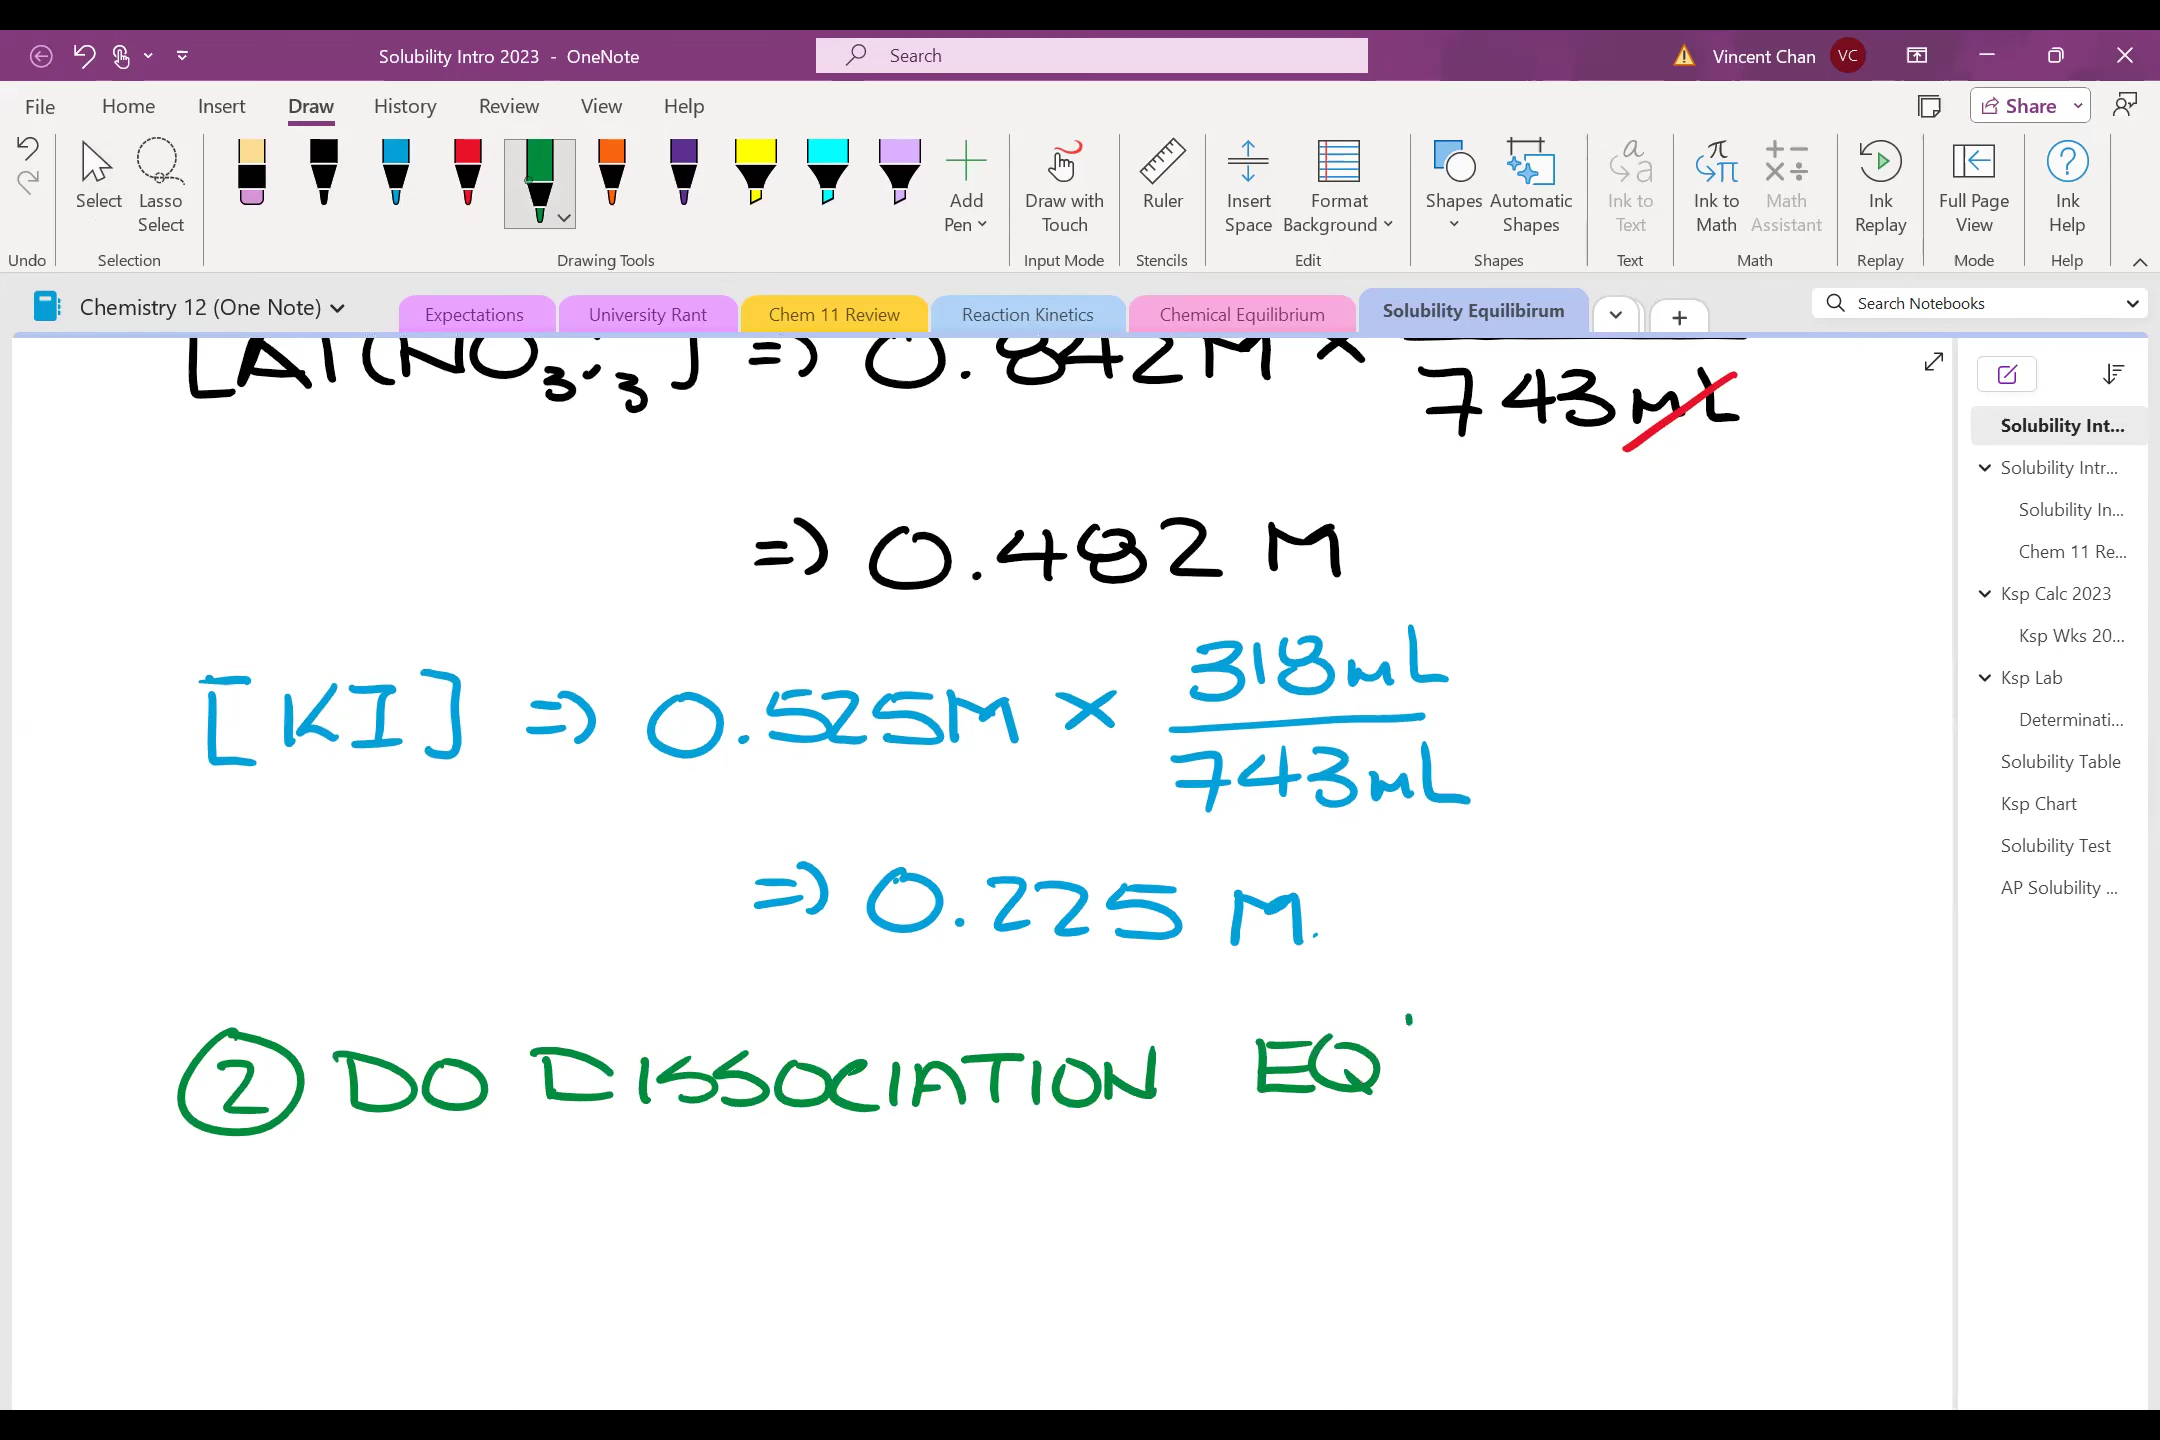 Solubility Intro 2023 - OneNote
Search
Vincent Chan VC
File Home Insert Draw History Review View Help
Share
Select
Lasso Select
Add Pen
Draw with Touch
Ruler
Insert Space
Format Background
Shapes
Automatic Shapes
Ink to Text
Ink to Math
Math Assistant
Ink Replay
Full Page View
Ink Help
Undo Selection Drawing Tools Input Mode Stencils Edit Shapes Text Math Replay Mode Help
Chemistry 12 (One Note)
Expectations
University Rant
Chem 11 Review
Reaction Kinetics
Chemical Equilibrium
Solubility Equilibirum
Search Notebooks
[Al(NO3)3] => 0.842M ×
743mL
=> 0.482 M
[KI] => 0.525M × 318mL
743mL
=> 0.225 M.
2 DO DISSOCIATION EQ
Solubility Int...
Solubility Intr...
Solubility In...
Chem 11 Re...
Ksp Calc 2023
Ksp Wks 20...
Ksp Lab
Determinati...
Solubility Table
Ksp Chart
Solubility Test
AP Solubility ...